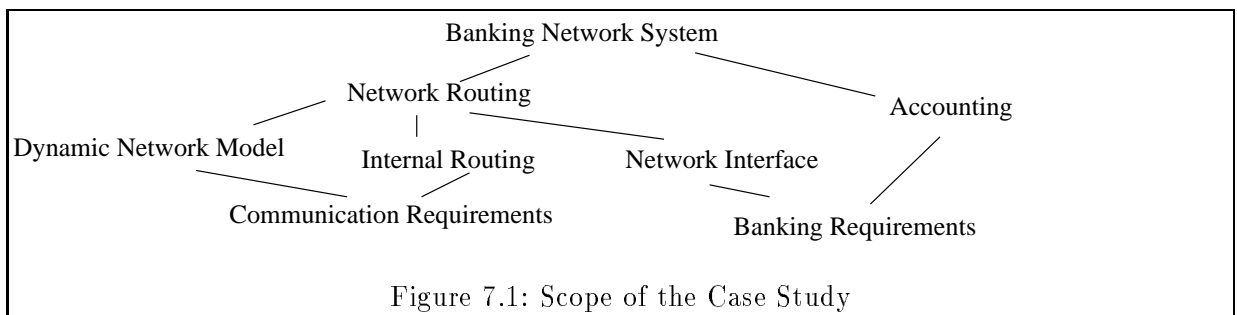 Banking Network System
Network Routing
Accounting
Dynamic Network Model
Internal Routing
Network Interface
Communication Requirements
Banking Requirements
Figure 7.1: Scope of the Case Study